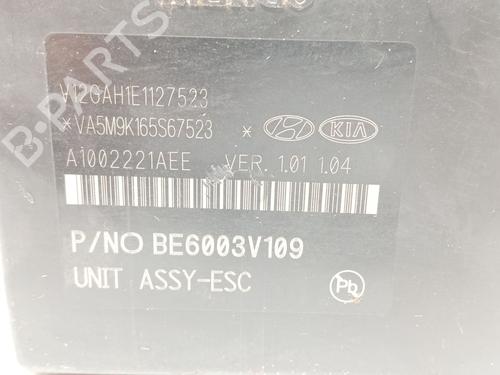 V12GAH1E1127523
*VA5M9K165S67523 *
KIA
A1002221AEE VER. 1.01 1.04
P/NO BE6003V109
UNIT ASSY-ESC
Pb
B-PARTS